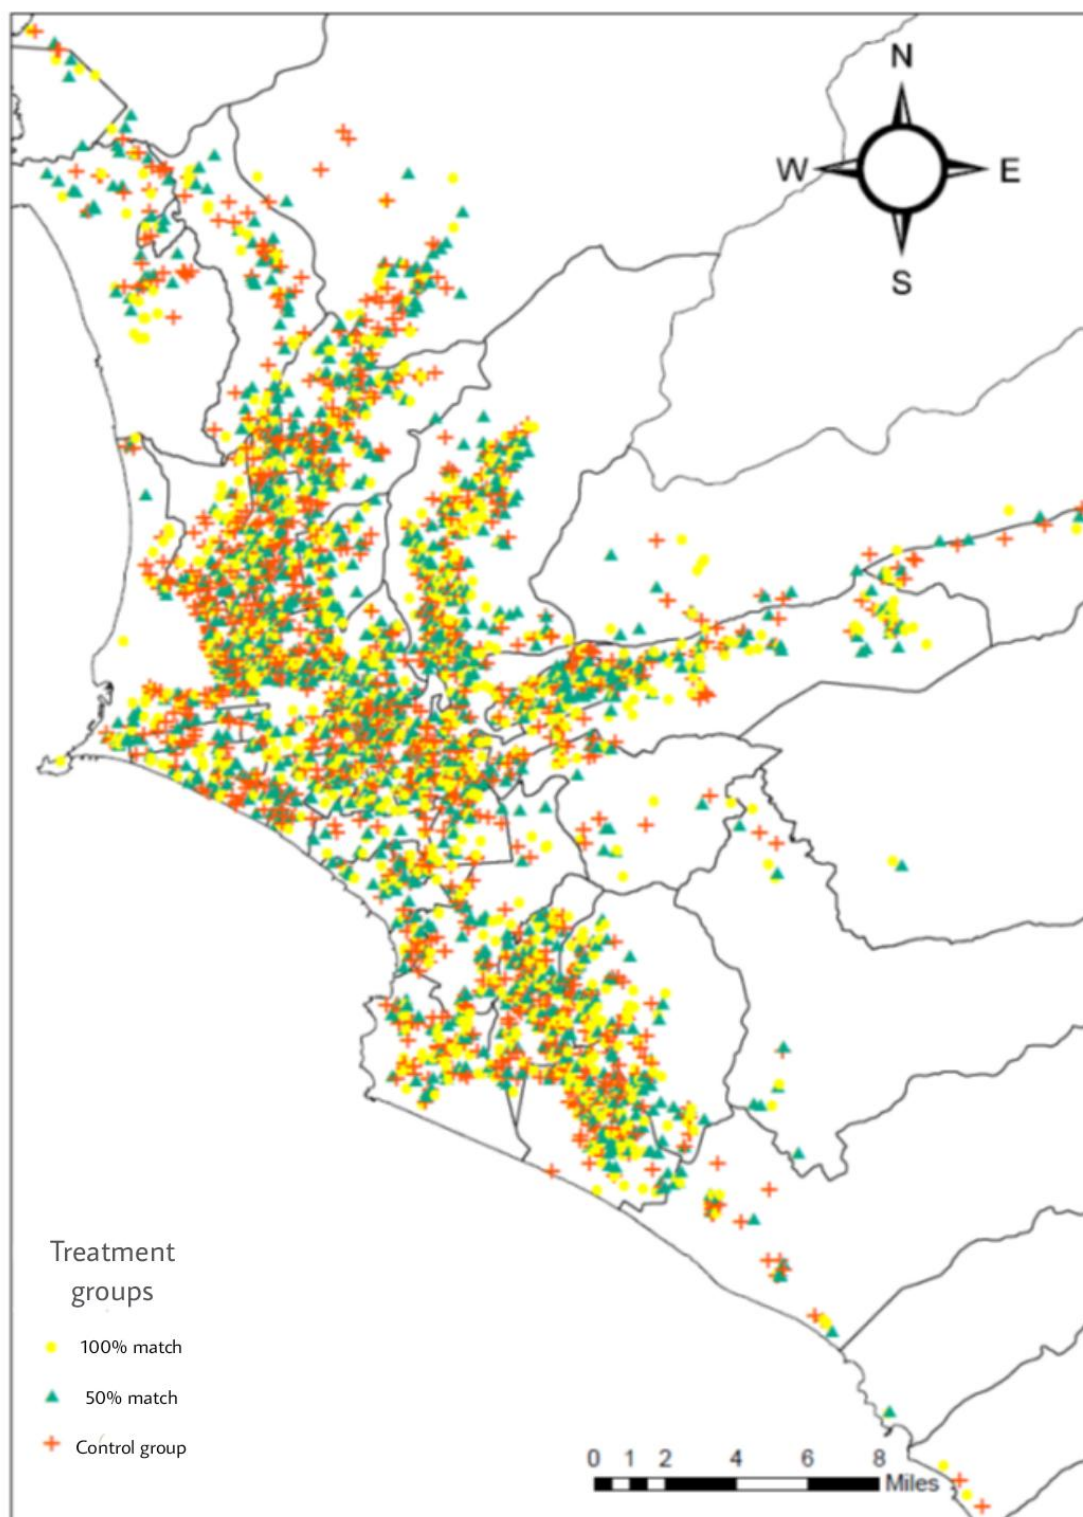 N
W E
S
Treatment
groups
100% match
50% match
Control group
0 1 2 4 6 8
Miles